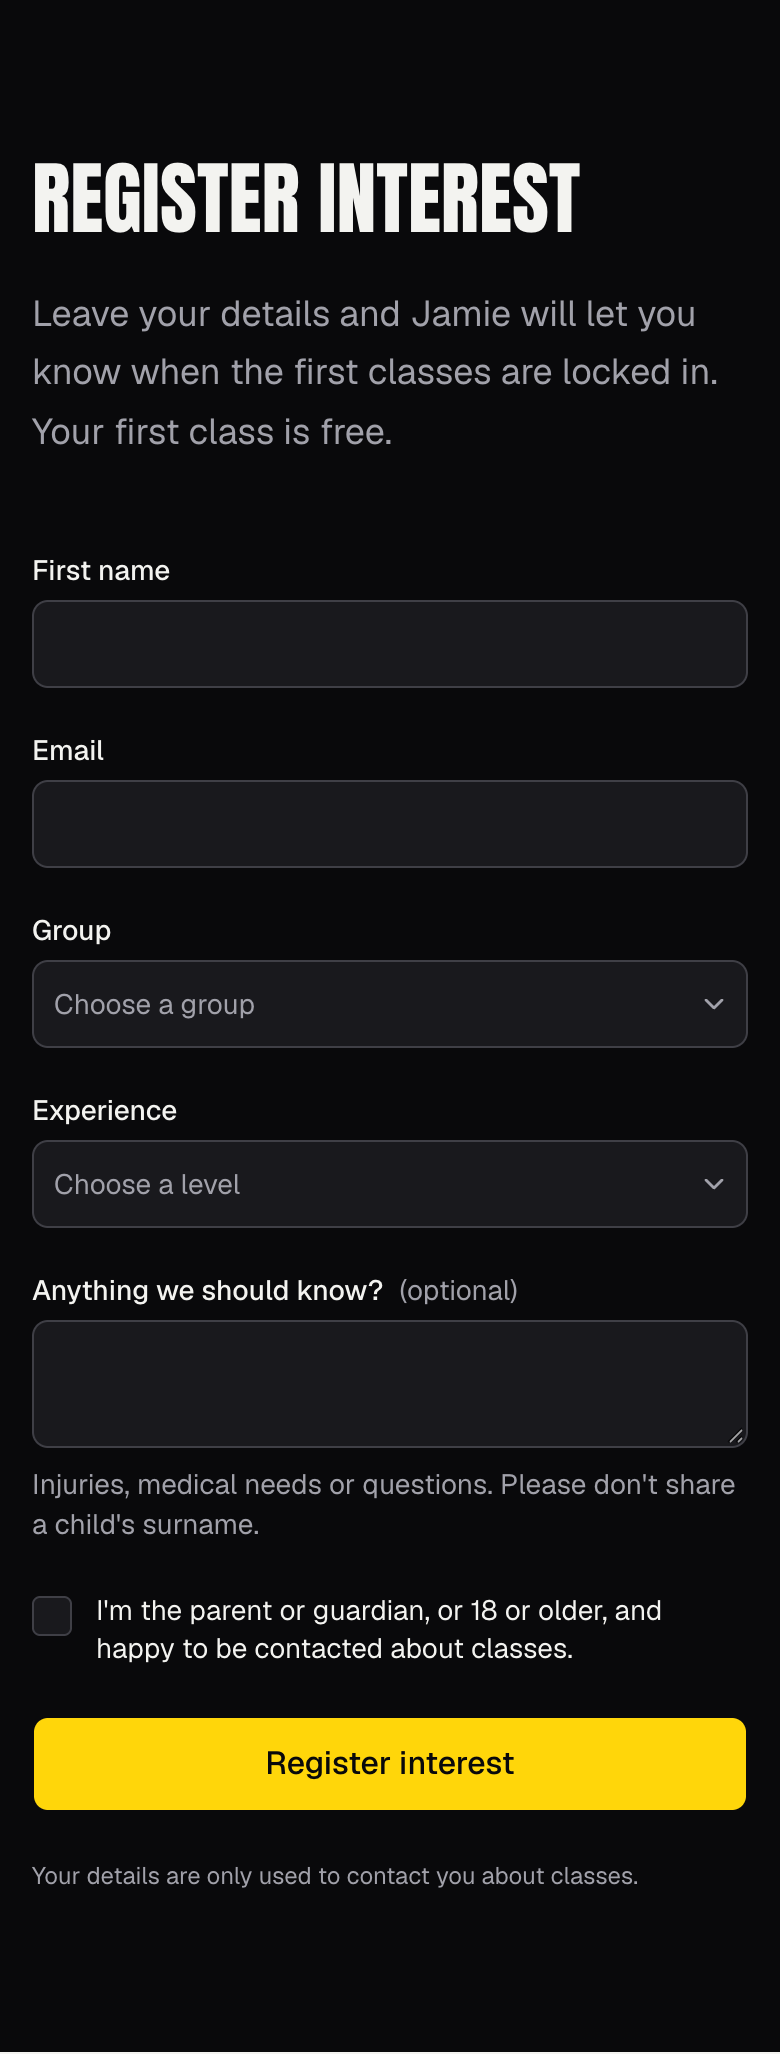 REGISTER INTEREST
Leave your details and Jamie will let you
know when the first classes are locked in.
Your first class is free.
First name
Email
Group
Choose a group
Experience
Choose a level
Anything we should know? (optional)
Injuries, medical needs or questions. Please don't share
a child's surname.
I'm the parent or guardian, or 18 or older, and
happy to be contacted about classes.
Register interest
Your details are only used to contact you about classes.